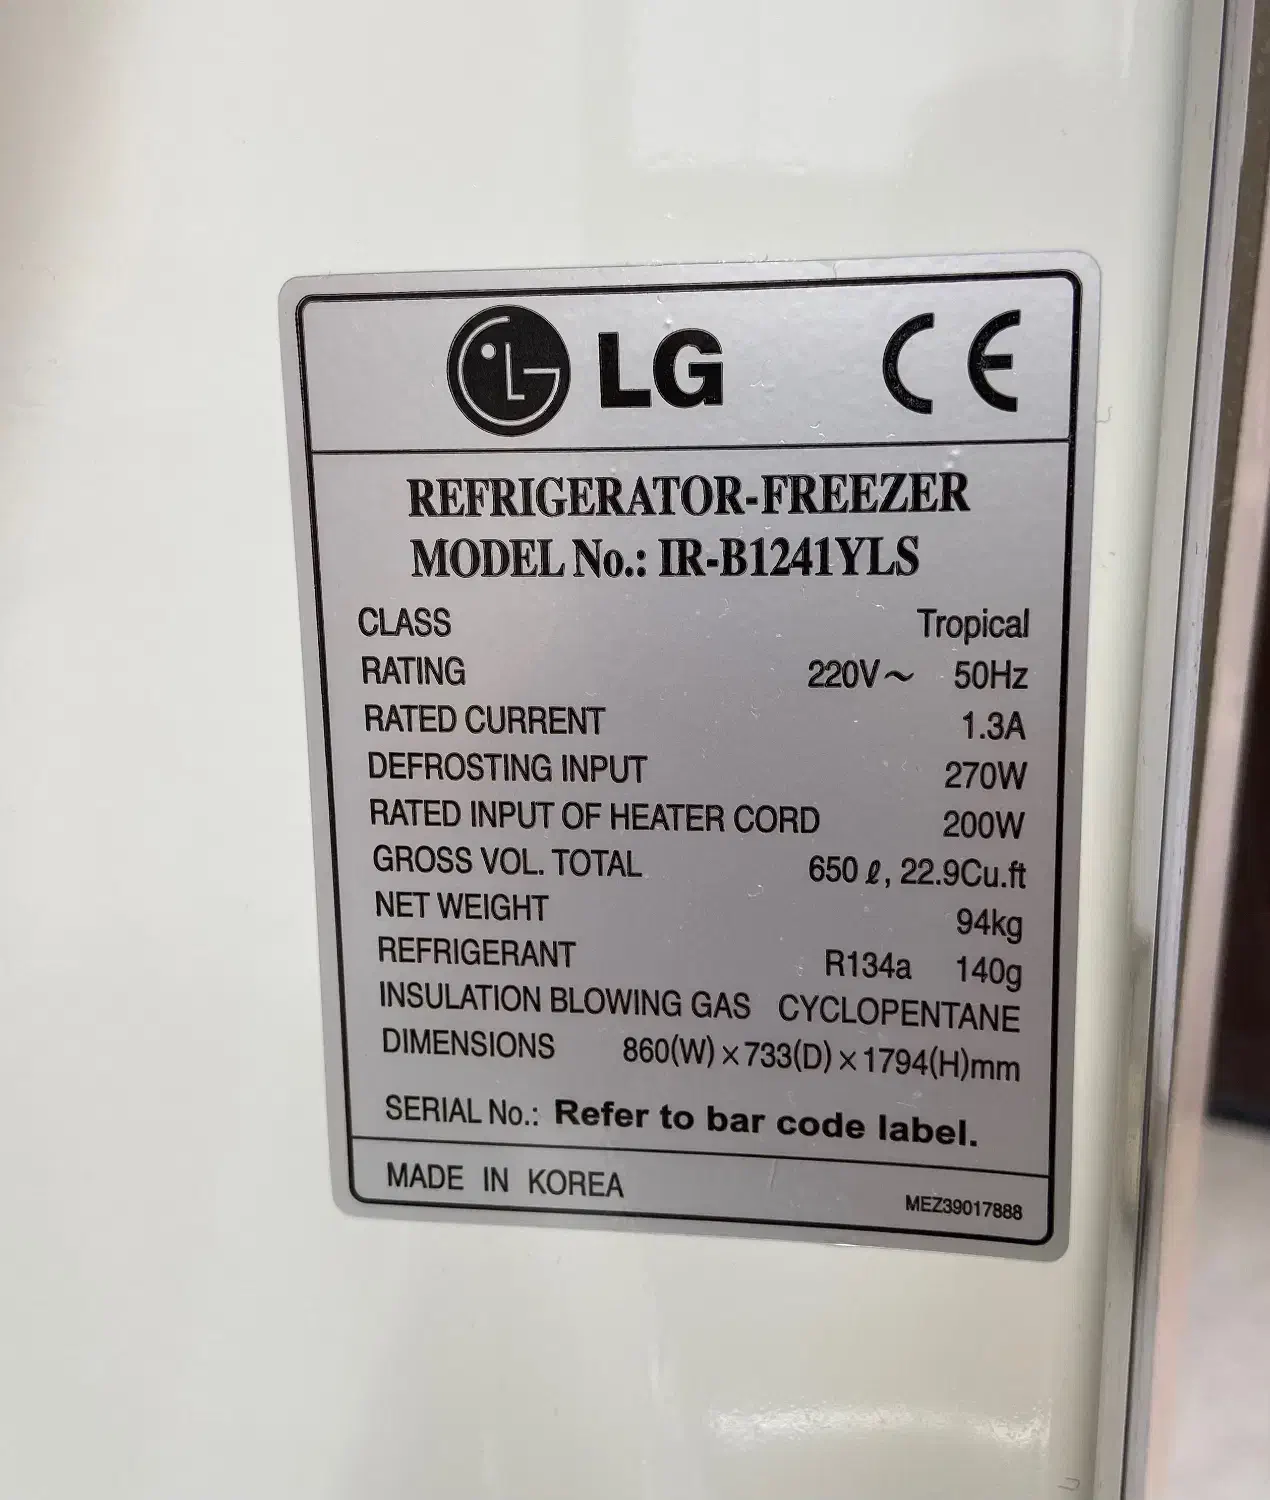 LG CE
REFRIGERATOR-FREEZER
MODEL No.: IR-B1241YLS
CLASS Tropical
RATING 220V~ 50Hz
RATED CURRENT 1.3A
DEFROSTING INPUT 270W
RATED INPUT OF HEATER CORD 200W
GROSS VOL. TOTAL 650 ℓ, 22.9Cu.ft
NET WEIGHT 94kg
REFRIGERANT R134a 140g
INSULATION BLOWING GAS CYCLOPENTANE
DIMENSIONS 860(W)×733(D)×1794(H)mm
SERIAL No.: Refer to bar code label.
MADE IN KOREA MEZ39017888